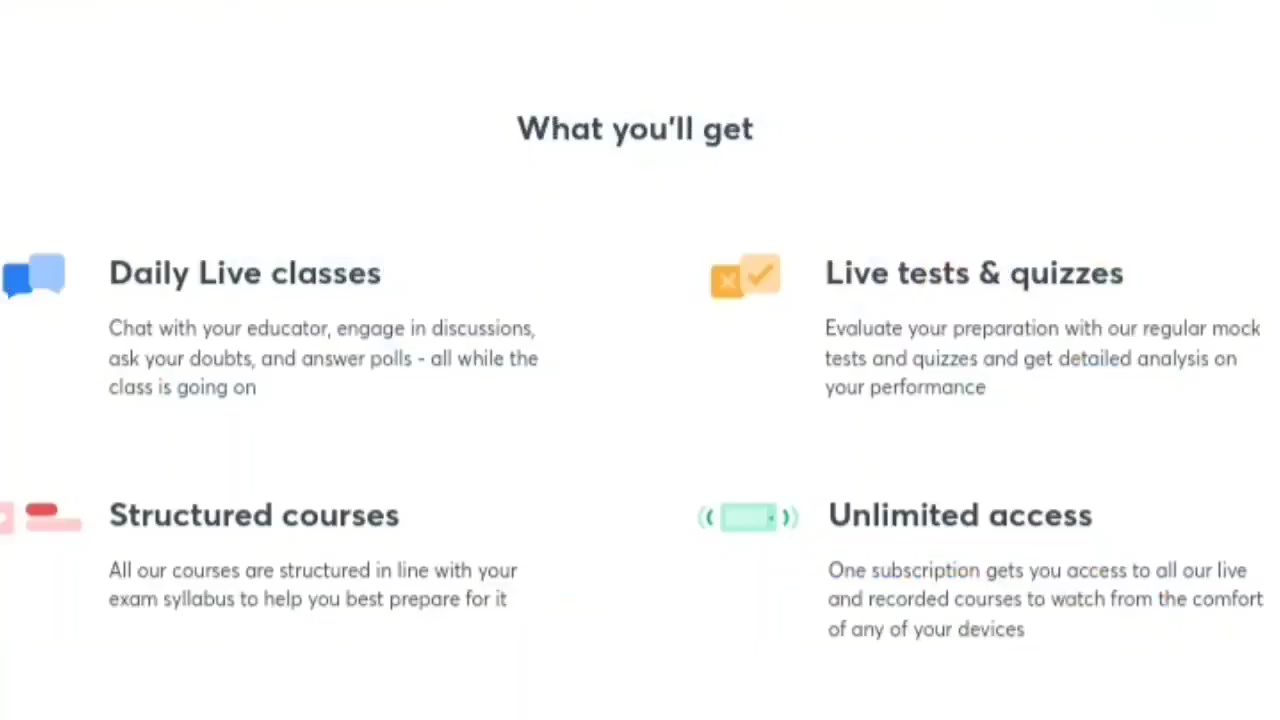 What you'll get
Daily Live classes
Chat with your educator, engage in discussions,
ask your doubts, and answer polls - all while the
class is going on
Live tests & quizzes
Evaluate your preparation with our regular mock
tests and quizzes and get detailed analysis on
your performance
Structured courses
All our courses are structured in line with your
exam syllabus to help you best prepare for it
Unlimited access
One subscription gets you access to all our live
and recorded courses to watch from the comfort
of any of your devices